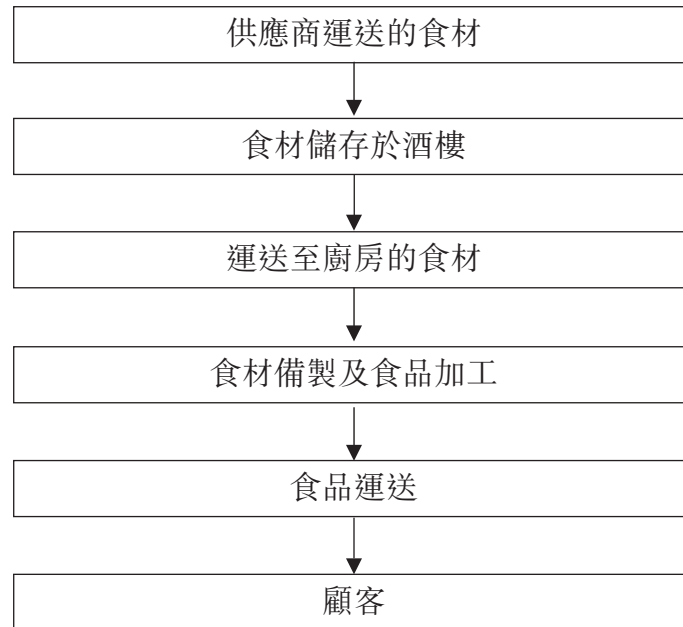 供應商運送的食材
食材儲存於酒樓
運送至廚房的食材
食材備製及食品加工
食品運送
顧客